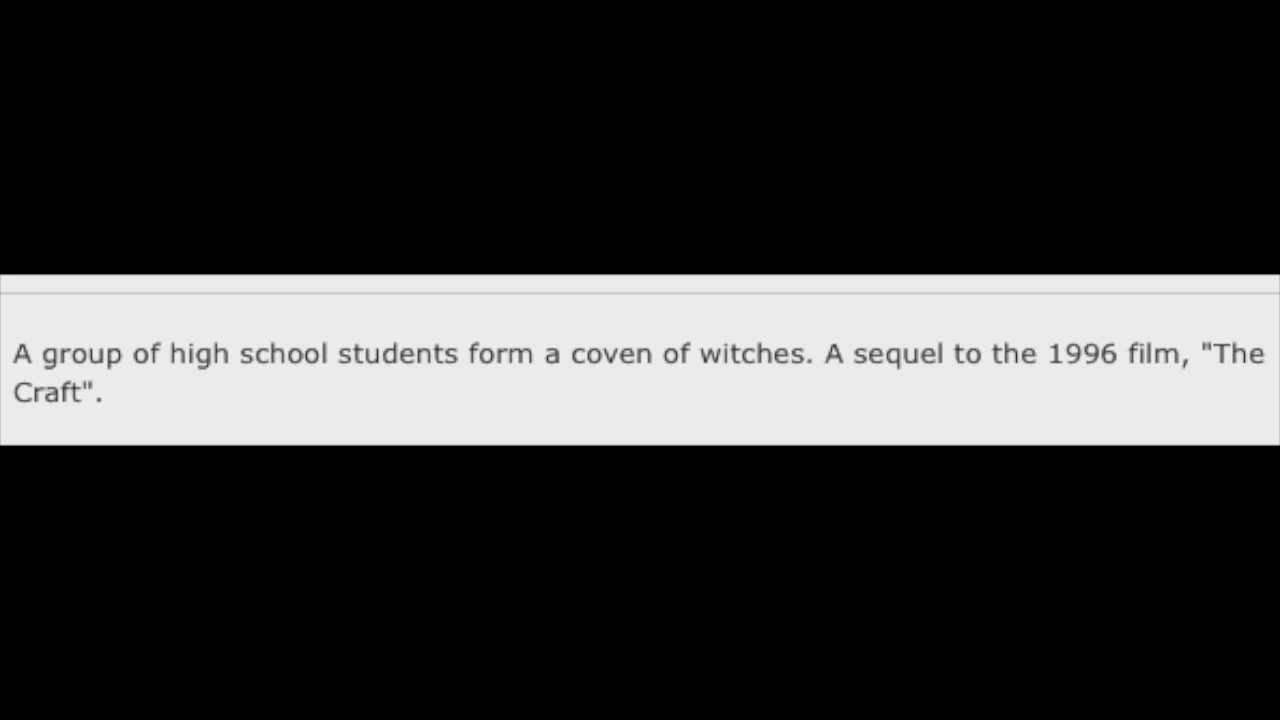 A group of high school students form a coven of witches. A sequel to the 1996 film, "The
Craft".